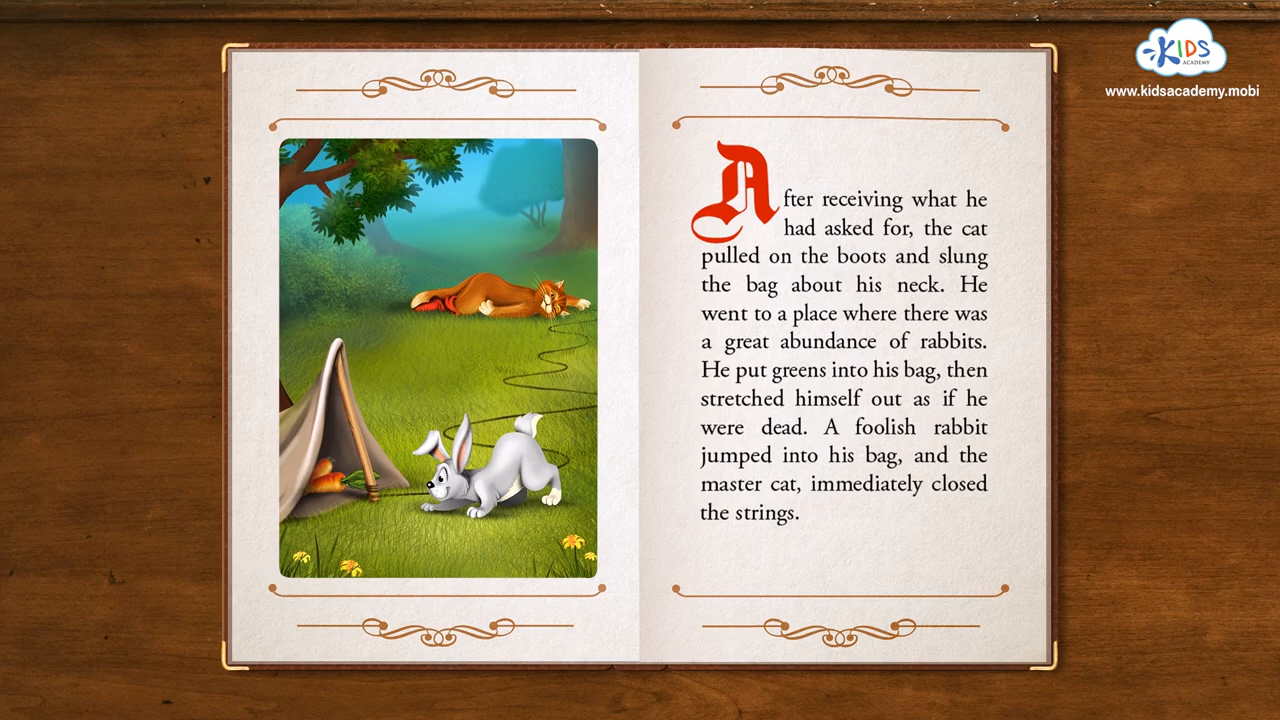 KIDS
ACADEMY
www.kidsacademy.mobi
After receiving what he
had asked for, the cat
pulled on the boots and slung
the bag about his neck. He
went to a place where there was
a great abundance of rabbits.
He put greens into his bag, then
stretched himself out as if he
were dead. A foolish rabbit
jumped into his bag, and the
master cat, immediately closed
the strings.